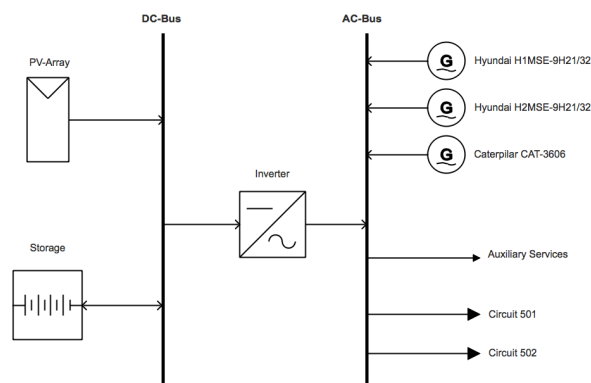 DC-Bus
AC-Bus
PV-Array
G
Hyundai H1MSE-9H21/32
G
Hyundai H2MSE-9H21/32
G
Caterpilar CAT-3606
Inverter
Storage
Auxiliary Services
Circuit 501
Circuit 502